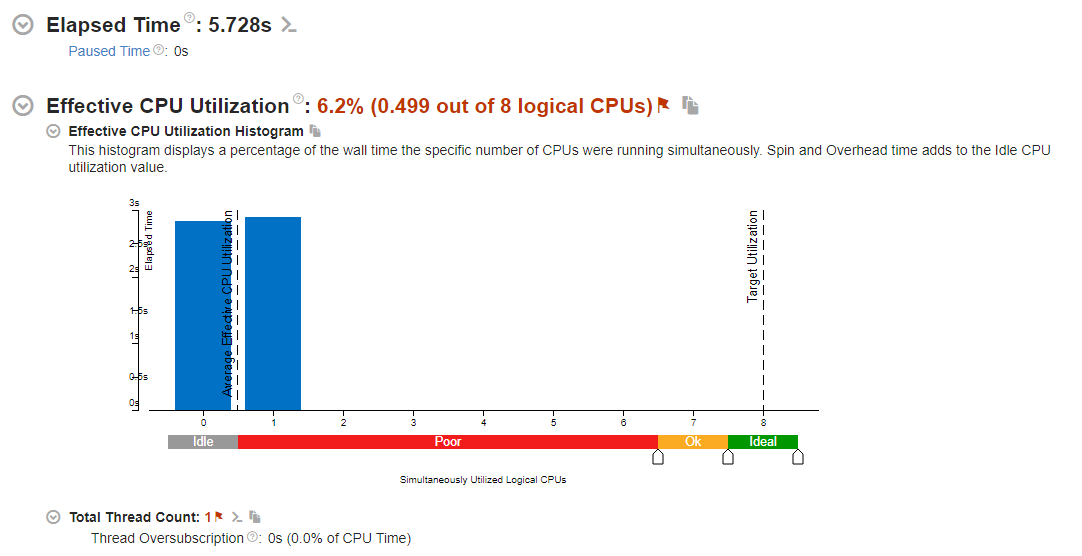 Elapsed Time ?: 5.728s
Paused Time ?: 0s
Effective CPU Utilization ?: 6.2% (0.499 out of 8 logical CPUs)
Effective CPU Utilization Histogram
This histogram displays a percentage of the wall time the specific number of CPUs were running simultaneously. Spin and Overhead time adds to the Idle CPU
utilization value.
3s
2.5s
2s
1.5s
1s
0.5s
0s
Elapsed Time
Average Effective CPU Utilization
Target Utilization
0 1 2 3 4 5 6 7 8
Idle Poor Ok Ideal
Simultaneously Utilized Logical CPUs
Total Thread Count: 1
Thread Oversubscription ?: 0s (0.0% of CPU Time)